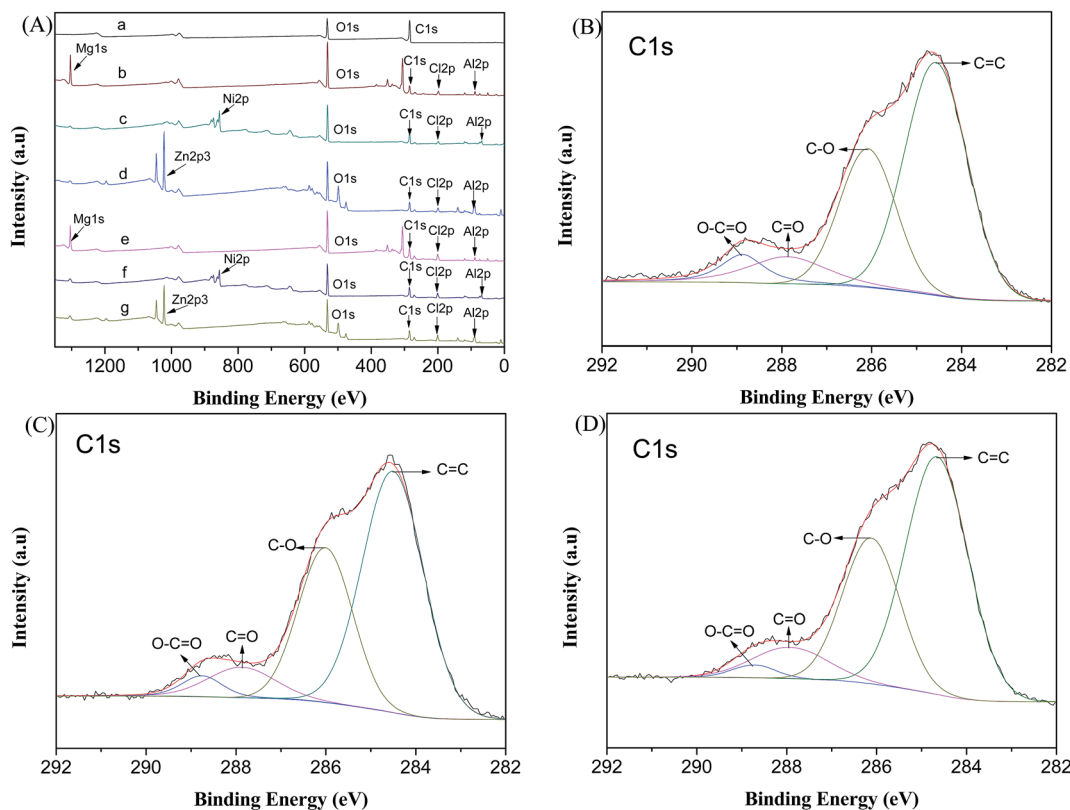 (A)
a
O1s
C1s
Mg1s
b
O1s
C1s
Cl2p
Al2p
c
Ni2p
O1s
C1s
Cl2p
Al2p
d
Zn2p3
O1s
C1s
Cl2p
Al2p
Mg1s
e
O1s
C1s
Cl2p
Al2p
f
Ni2p
O1s
C1s
Cl2p
Al2p
g
Zn2p3
O1s
C1s
Cl2p
Al2p
Intensity (a.u)
1200 1000 800 600 400 200 0
Binding Energy (eV)
(B)
C1s
C=C
C-O
O-C=O
C=O
Intensity (a.u)
292 290 288 286 284 282
Binding Energy (eV)
(C)
C1s
C=C
C-O
O-C=O
C=O
Intensity (a.u)
292 290 288 286 284 282
Binding Energy (eV)
(D)
C1s
C=C
C-O
O-C=O
C=O
Intensity (a.u)
292 290 288 286 284 282
Binding Energy (eV)